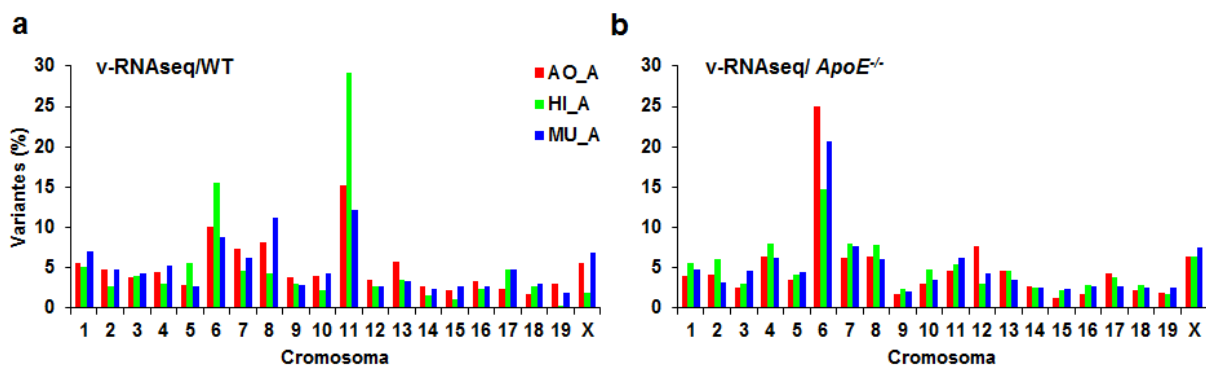 a
v-RNAseq/WT
AO_A
HI_A
MU_A
Variantes (%)
30
25
20
15
10
5
0
1 2 3 4 5 6 7 8 9 10 11 12 13 14 15 16 17 18 19 X
Cromosoma
b
v-RNAseq/ ApoE-/-
30
25
20
15
10
5
0
1 2 3 4 5 6 7 8 9 10 11 12 13 14 15 16 17 18 19 X
Cromosoma